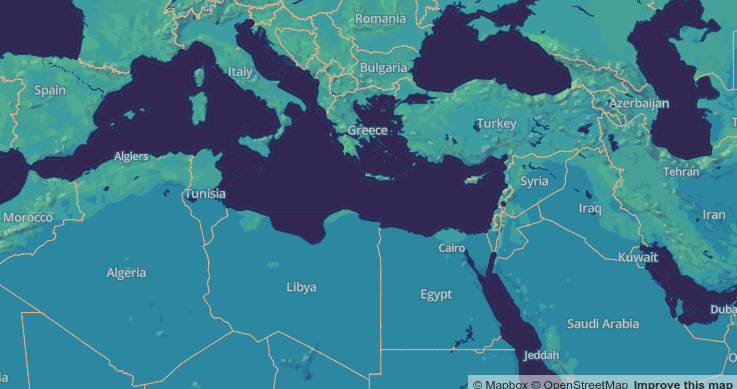 Romania
Italy
Bulgaria
Spain
Azerbaijan
Turkey
Greece
Algiers
Tehran
Syria
Tunisia
Iraq
Iran
Morocco
Cairo
Kuwait
Algeria
Libya
Egypt
Duba
Saudi Arabia
Jeddah
ia
© Mapbox © OpenStreetMap Improve this map